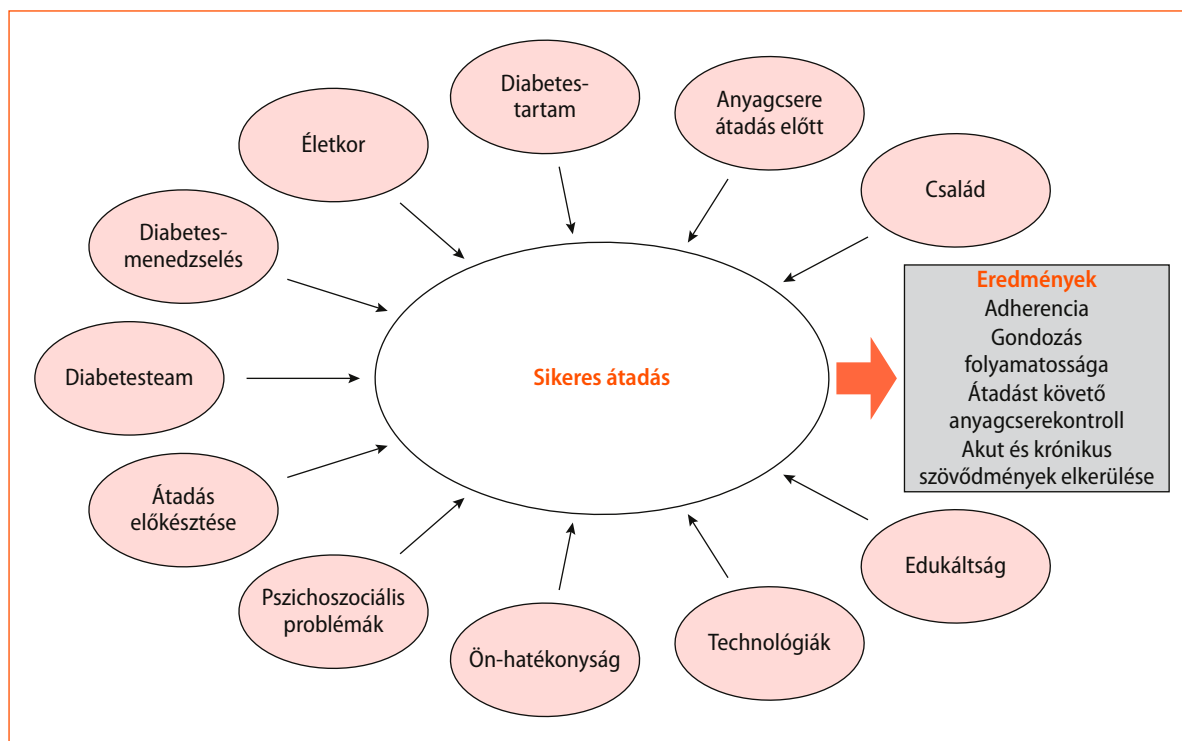 Diabetes-
tartam
Anyagcsere
átadás előtt
Életkor
Család
Diabetes-
menedzselés
Eredmények
Adherencia
Gondozás
folyamatossága
Átadást követő
anyagcserekontroll
Akut és krónikus
szövődmények elkerülése
Diabetesteam
Sikeres átadás
Átadás
előkésztése
Edukáltság
Pszichoszociális
problémák
Ön-hatékonyság
Technológiák